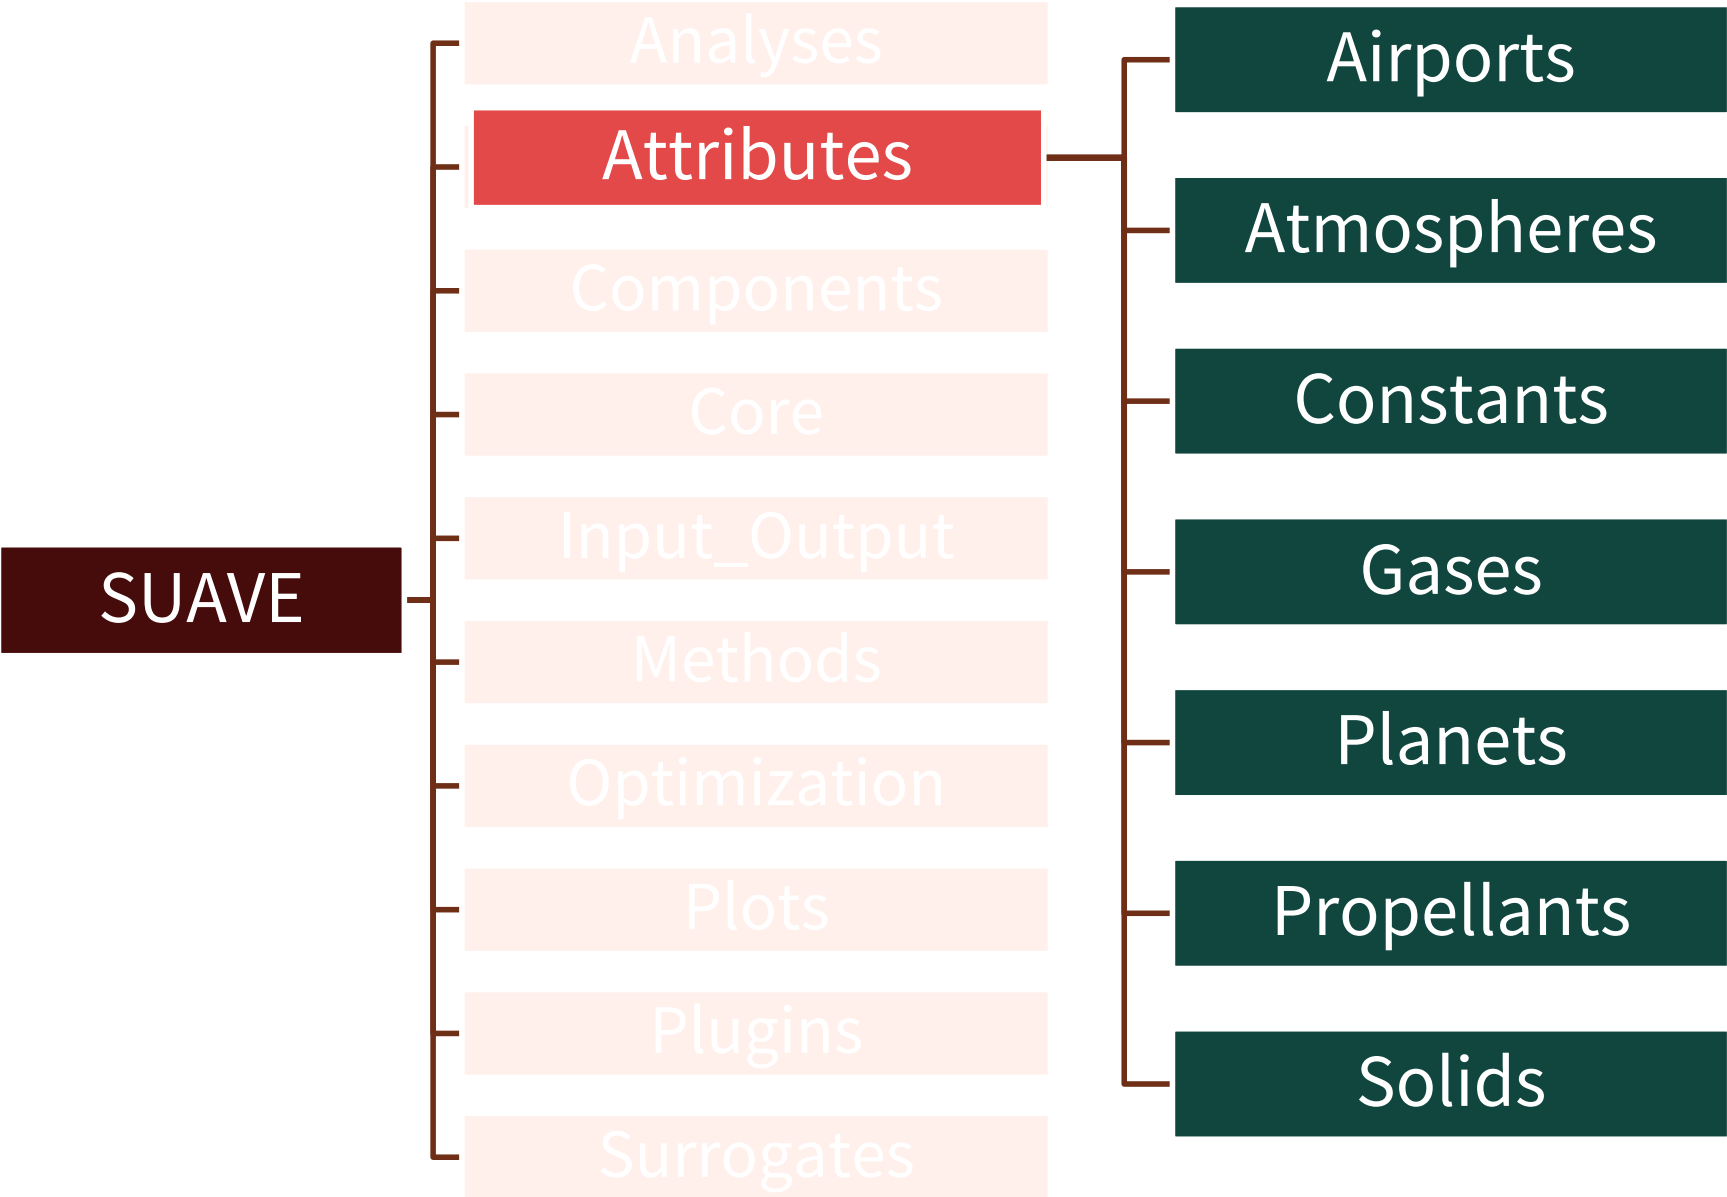 SUAVE
Analyses
Attributes
Components
Core
Input_Output
Methods
Optimization
Plots
Plugins
Surrogates
Airports
Atmospheres
Constants
Gases
Planets
Propellants
Solids